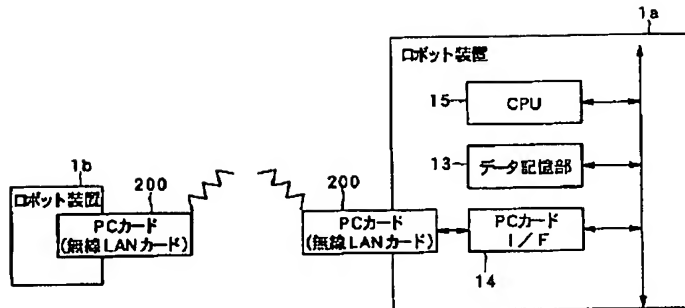 1a
ロボット装置
15
CPU
13
データ記憶部
1b
ロボット装置
200
PCカード
(無線LANカード)
200
PCカード
(無線LANカード)
PCカード
I/F
14